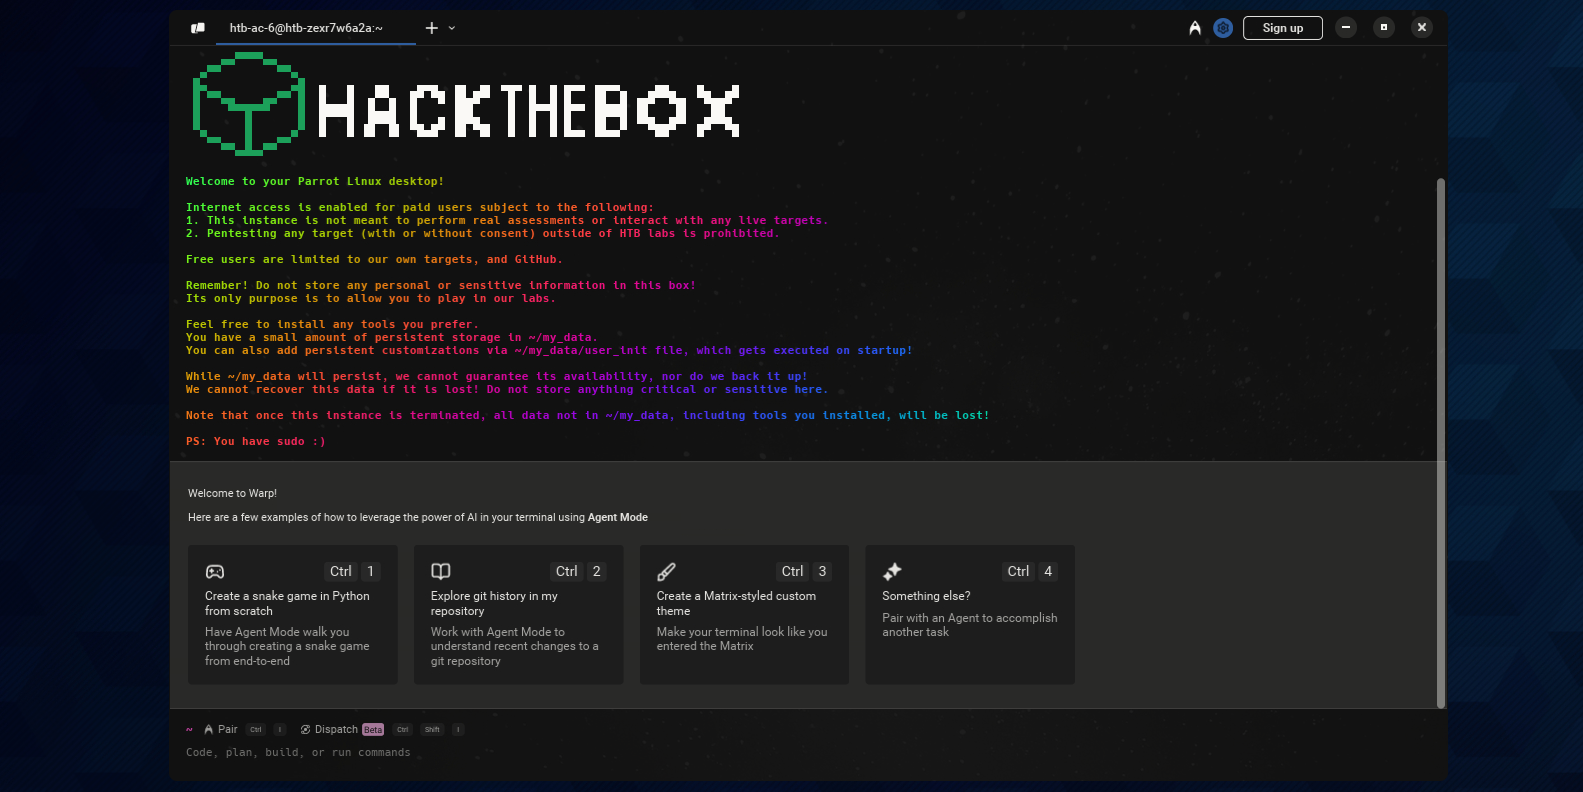 htb-ac-6@htb-zexr7w6a2a:~
Sign up
HACKTHEBOX
Welcome to your Parrot Linux desktop!
Internet access is enabled for paid users subject to the following:
1. This instance is not meant to perform real assessments or interact with any live targets.
2. Pentesting any target (with or without consent) outside of HTB labs is prohibited.
Free users are limited to our own targets, and GitHub.
Remember! Do not store any personal or sensitive information in this box!
Its only purpose is to allow you to play in our labs.
Feel free to install any tools you prefer.
You have a small amount of persistent storage in ~/my_data.
You can also add persistent customizations via ~/my_data/user_init file, which gets executed on startup!
While ~/my_data will persist, we cannot guarantee its availability, nor do we back it up!
We cannot recover this data if it is lost! Do not store anything critical or sensitive here.
Note that once this instance is terminated, all data not in ~/my_data, including tools you installed, will be lost!
PS: You have sudo :)
Welcome to Warp!
Here are a few examples of how to leverage the power of AI in your terminal using Agent Mode
Ctrl 1
Create a snake game in Python
from scratch
Have Agent Mode walk you
through creating a snake game
from end-to-end
Ctrl 2
Explore git history in my
repository
Work with Agent Mode to
understand recent changes to a
git repository
Ctrl 3
Create a Matrix-styled custom
theme
Make your terminal look like you
entered the Matrix
Ctrl 4
Something else?
Pair with an Agent to accomplish
another task
~ Pair Ctrl I Dispatch Beta Ctrl Shift I
Code, plan, build, or run commands